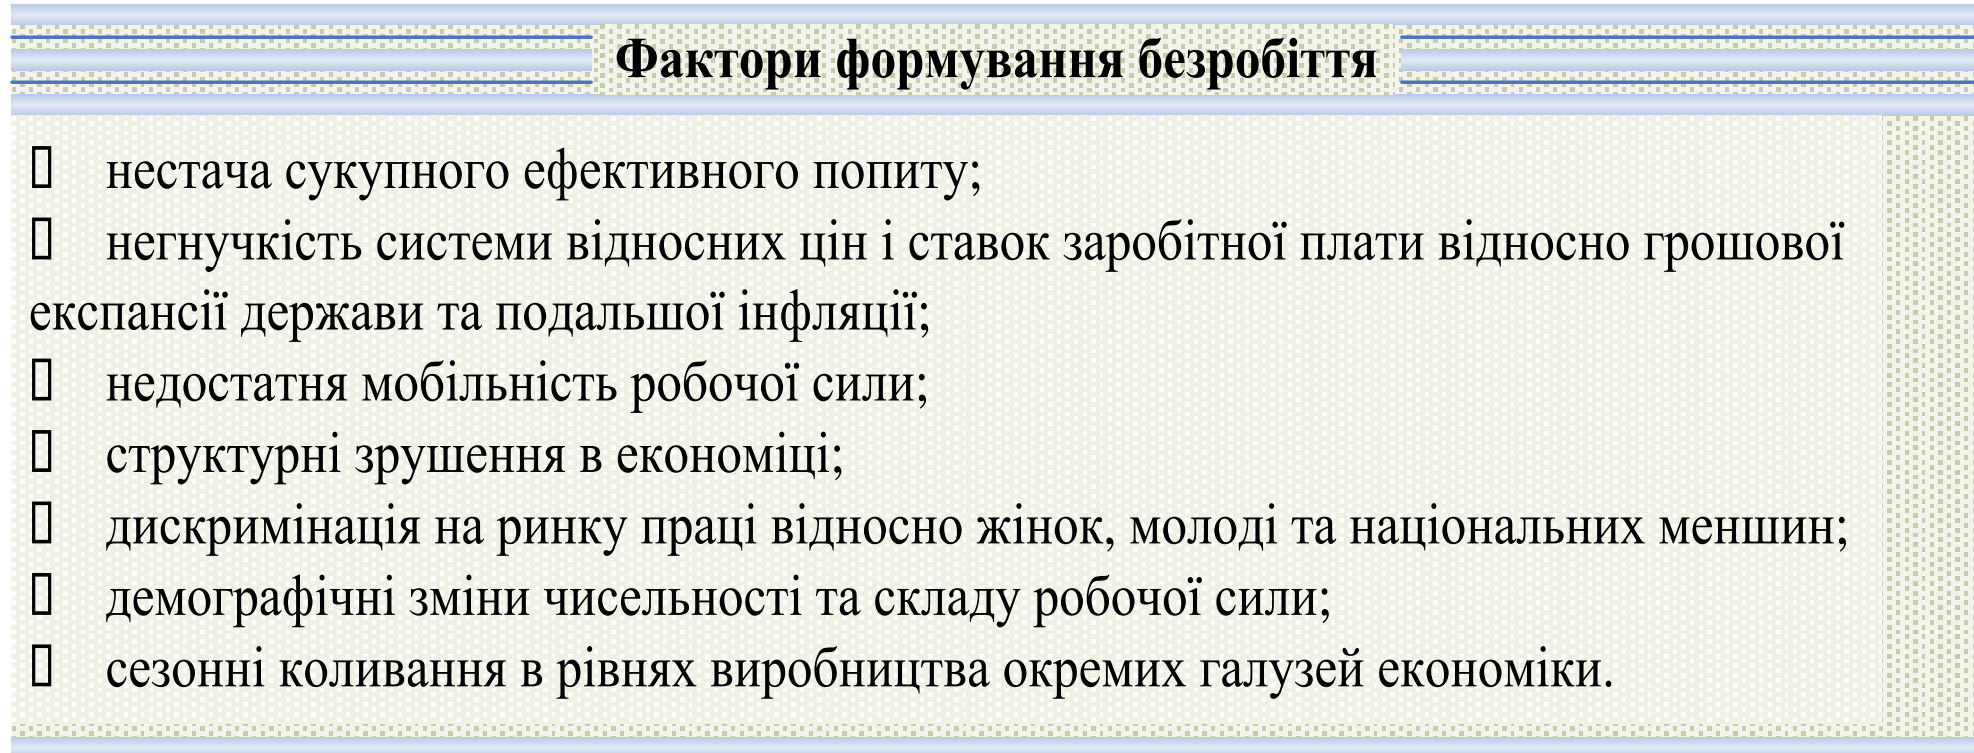 Фактори формування безробіття
нестача сукупного ефективного попиту;
негнучкість системи відносних цін і ставок заробітної плати відносно грошової
експансії держави та подальшої інфляції;
недостатня мобільність робочої сили;
структурні зрушення в економіці;
дискримінація на ринку праці відносно жінок, молоді та національних меншин;
демографічні зміни чисельності та складу робочої сили;
сезонні коливання в рівнях виробництва окремих галузей економіки.